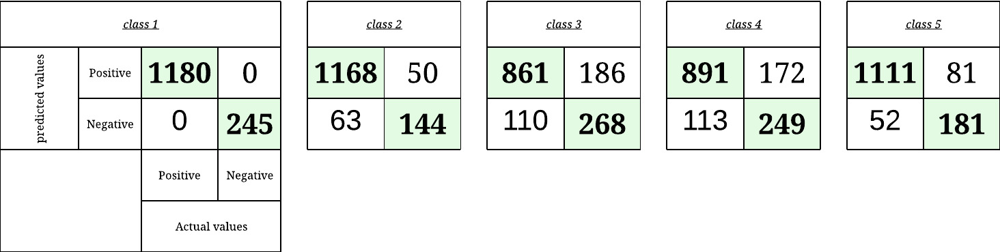 class 1 class 2 class 3 class 4 class 5
predicted values
Positive 1180 0 1168 50 861 186 891 172 1111 81
Negative 0 245 63 144 110 268 113 249 52 181
Positive Negative
Actual values